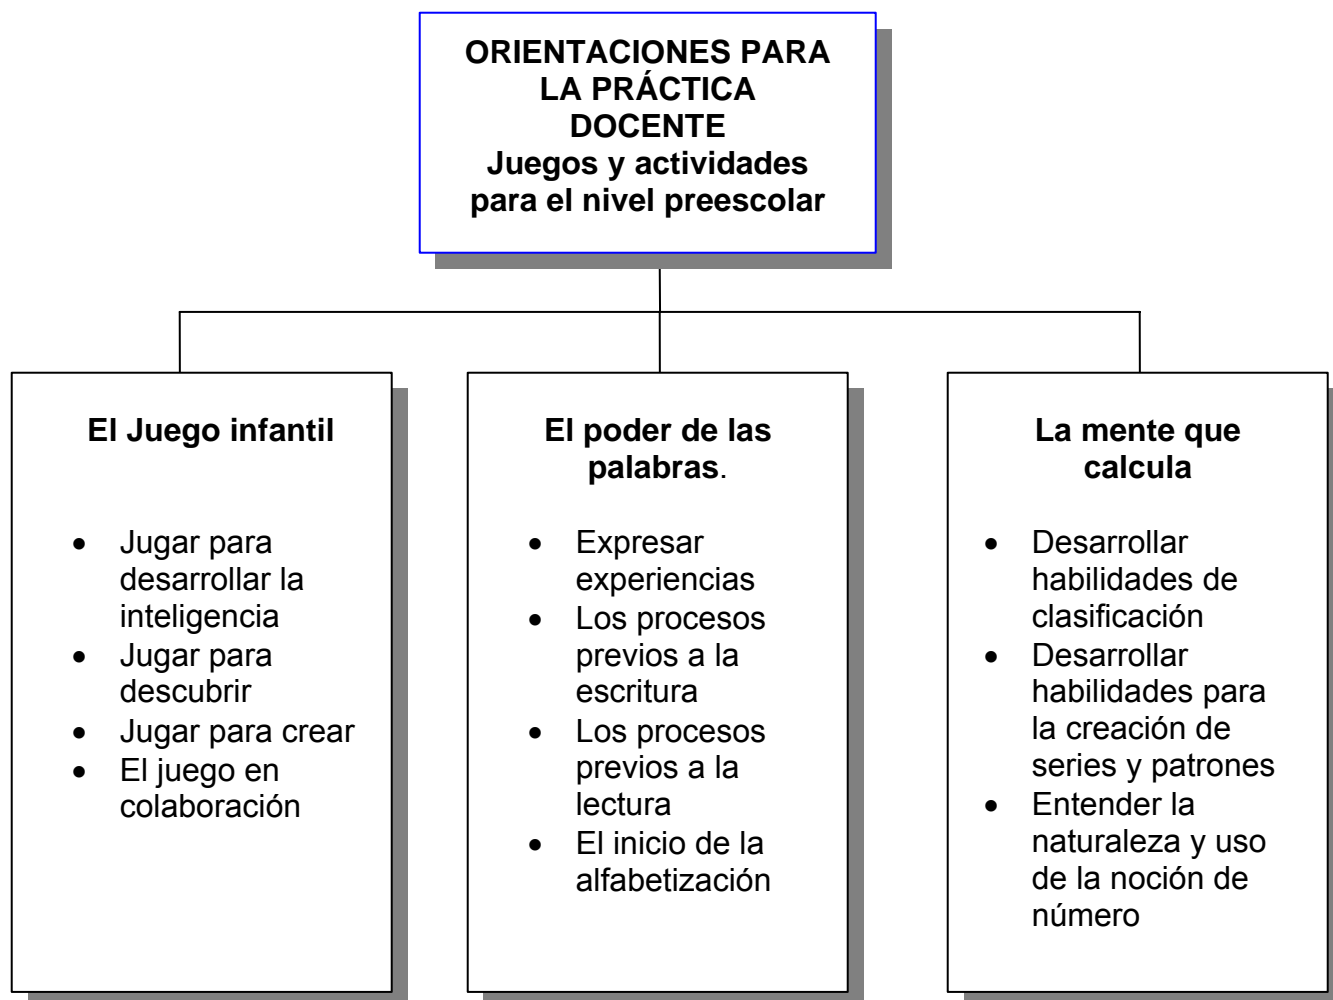 ORIENTACIONES PARA
LA PRÁCTICA
DOCENTE
Juegos y actividades
para el nivel preescolar
El Juego infantil
• Jugar para
desarrollar la
inteligencia
• Jugar para
descubrir
• Jugar para crear
• El juego en
colaboración
El poder de las
palabras.
• Expresar
experiencias
• Los procesos
previos a la
escritura
• Los procesos
previos a la
lectura
• El inicio de la
alfabetización
La mente que
calcula
• Desarrollar
habilidades de
clasificación
• Desarrollar
habilidades para
la creación de
series y patrones
• Entender la
naturaleza y uso
de la noción de
número